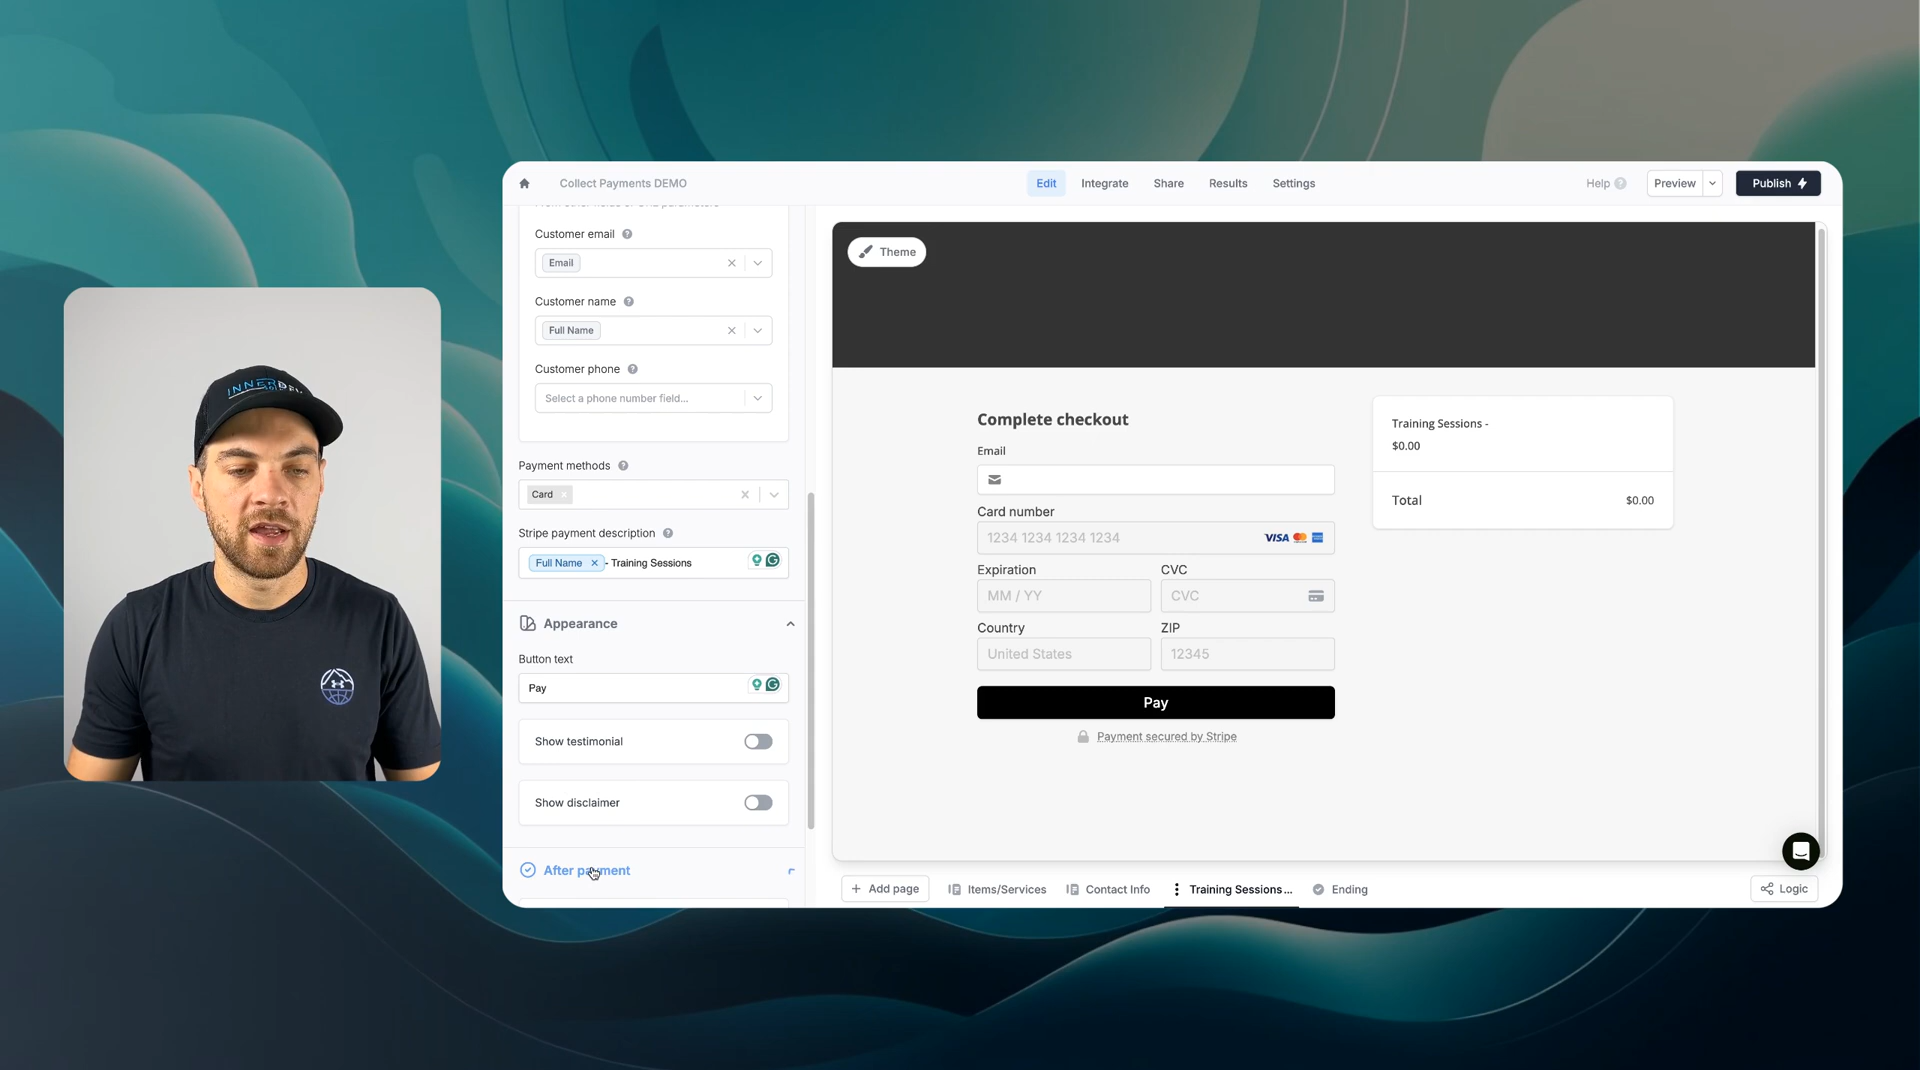 Collect Payments DEMO
Edit
Integrate
Share
Results
Settings
Help
Preview
Publish
Customer email
Email
Customer name
Full Name
Customer phone
Select a phone number field...
Payment methods
Card
Stripe payment description
Full Name - Training Sessions
Appearance
Button text
Pay
Show testimonial
Show disclaimer
After payment
Theme
Complete checkout
Email
Card number
1234 1234 1234 1234
VISA
Expiration
CVC
MM / YY
CVC
Country
ZIP
United States
12345
Pay
Payment secured by Stripe
Training Sessions -
$0.00
Total
$0.00
+ Add page
Items/Services
Contact Info
Training Sessions...
Ending
Logic